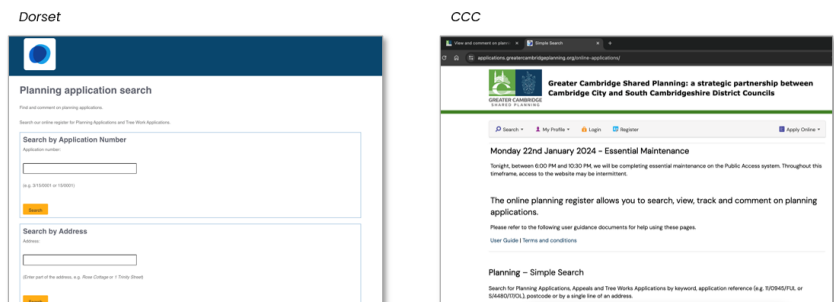 Dorset
Planning application search
Find and comment on planning applications.
Search our online register for Planning Applications and Tree Work Applications.
Search by Application Number
Application number:
(e.g. 3/15/0001 or 15/0001)
Search
Search by Address
Address:
(Enter part of the address, e.g. Rose Cottage or 1 Trinity Street)
Search
CCC
View and comment on planni
Simple Search
applications.greatercambridgeplanning.org/online-applications/
GREATER CAMBRIDGE
SHARED PLANNING
Greater Cambridge Shared Planning: a strategic partnership between
Cambridge City and South Cambridgeshire District Councils
Search My Profile Login Register Apply Online
Monday 22nd January 2024 – Essential Maintenance
Tonight, between 6:00 PM and 10:30 PM, we will be completing essential maintenance on the Public Access system. Throughout this
timeframe, access to the website may be intermittent.
The online planning register allows you to search, view, track and comment on planning
applications.
Please refer to the following user guidance documents for help using these pages.
User Guide | Terms and conditions
Planning – Simple Search
Search for Planning Applications, Appeals and Tree Works Applications by keyword, application reference (e.g. 11/0945/FUL or
S/4480/17/OL), postcode or by a single line of an address.